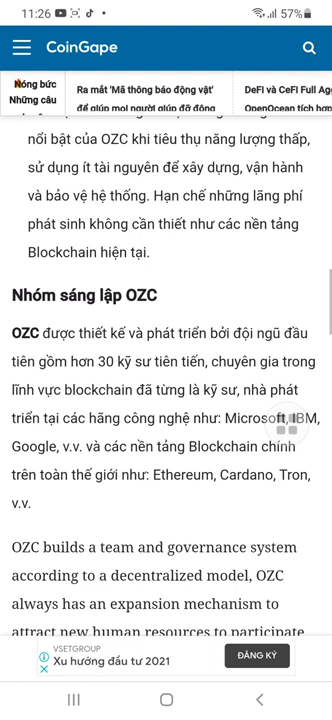 11:26
57%
CoinGape
Nóng bức
Những câu
Ra mắt 'Mã thông báo động vật'
để giúp mọi người giúp đỡ động
DeFi và CeFi Full Ag
OpenOcean tích hợp
nổi bật của OZC khi tiêu thụ năng lượng thấp,
sử dụng ít tài nguyên để xây dựng, vận hành
và bảo vệ hệ thống. Hạn chế những lãng phí
phát sinh không cần thiết như các nền tảng
Blockchain hiện tại.
Nhóm sáng lập OZC
OZC được thiết kế và phát triển bởi đội ngũ đầu
tiên gồm hơn 30 kỹ sư tiên tiến, chuyên gia trong
lĩnh vực blockchain đã từng là kỹ sư, nhà phát
triển tại các hãng công nghệ như: Microsoft, IBM,
Google, v.v. và các nền tảng Blockchain chính
trên toàn thế giới như: Ethereum, Cardano, Tron,
v.v.
OZC builds a team and governance system
according to a decentralized model, OZC
always has an expansion mechanism to
attract new human resources to participate
VSETGROUP
Xu hướng đầu tư 2021
ĐĂNG KÝ